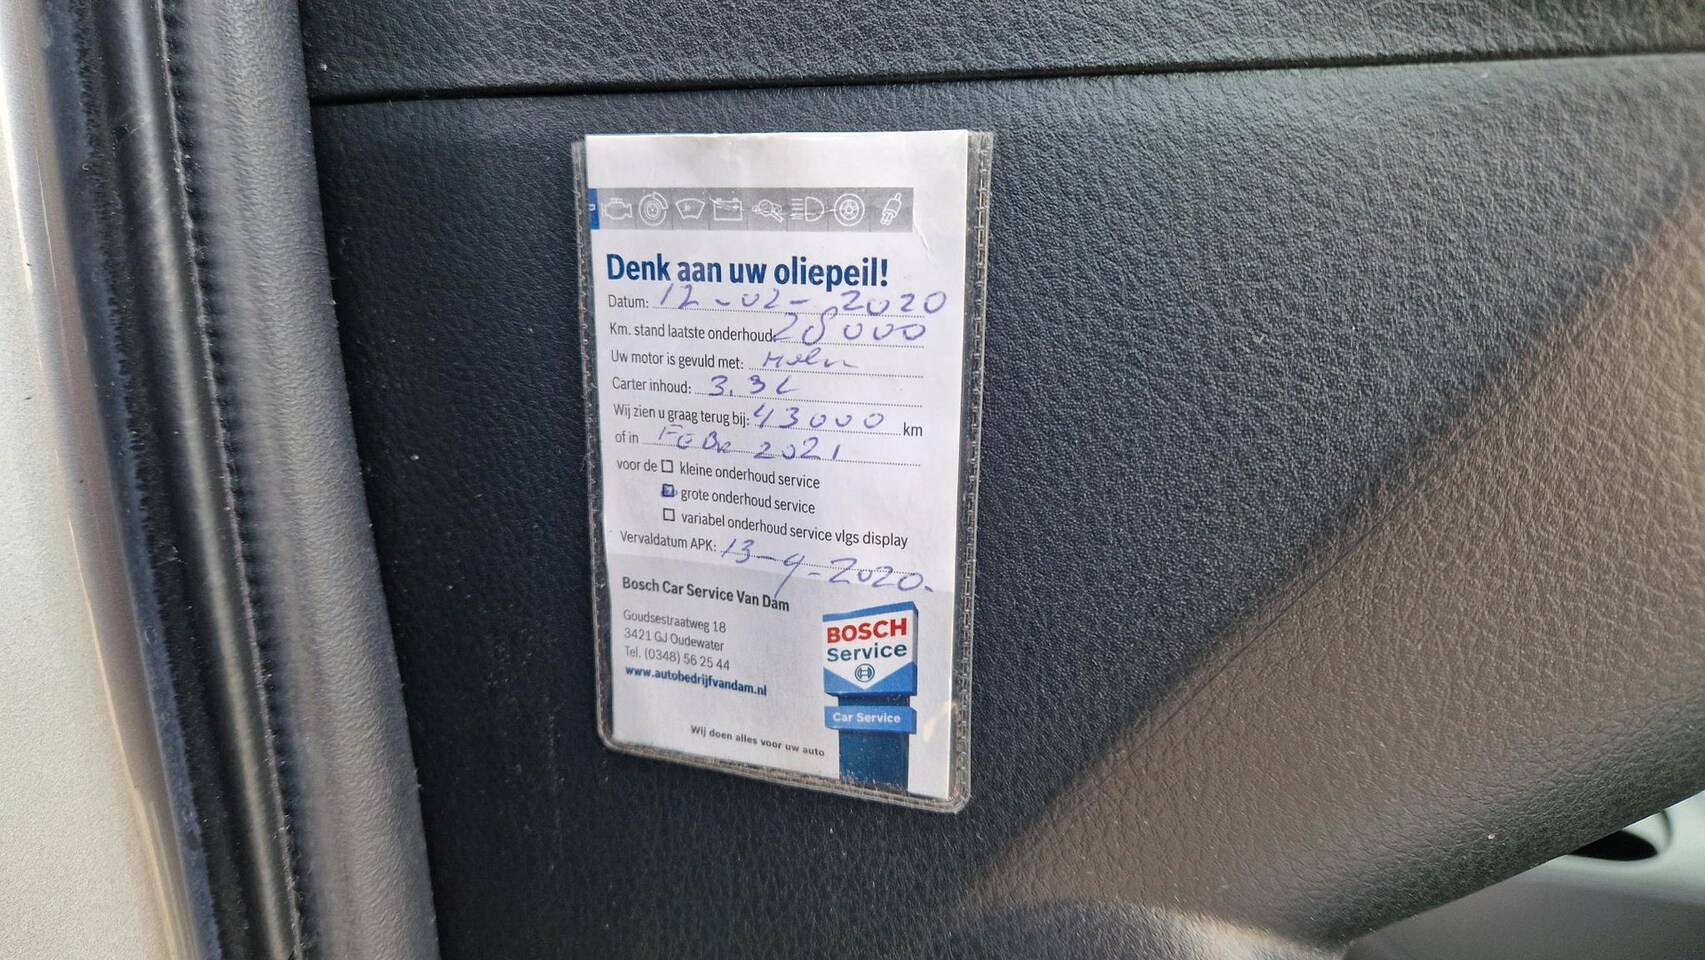 Denk aan uw oliepeil!
Datum: 12-02-2020
Km. stand laatste onderhoud: 28000
Uw motor is gevuld met:
Carter inhoud: 3.3L
Wij zien u graag terug bij: 43000 km
of in FeBr 2021
voor de kleine onderhoud service
grote onderhoud service
variabel onderhoud service vlgs display
Vervaldatum APK: 13-4-2020.
Bosch Car Service Van Dam
Goudsestraatweg 18
3421 GJ Oudewater
Tel. (0348) 56 25 44
www.autobedrijfvandam.nl
Wij doen alles voor uw auto
BOSCH
Service
Car Service